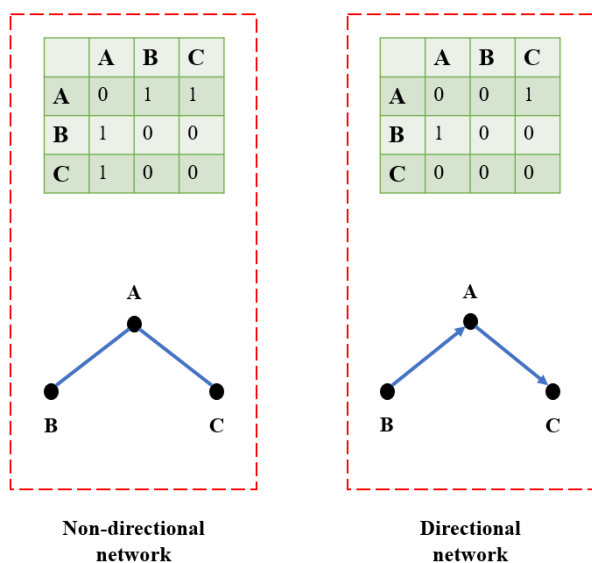 A B C
A 0 1 1
B 1 0 0
C 1 0 0
A
B C
Non-directional
network
A B C
A 0 0 1
B 1 0 0
C 0 0 0
A
B C
Directional
network